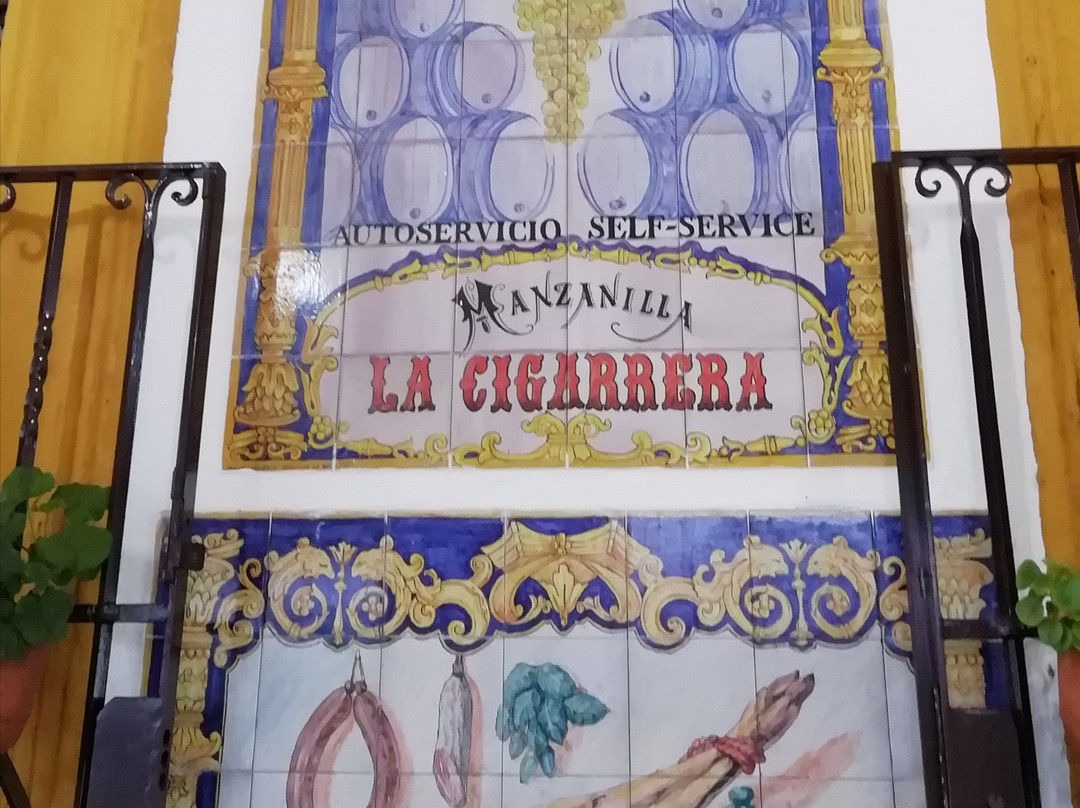 AUTOSERVICIO SELF-SERVICE
MANZANILLA
LA CIGARRERA